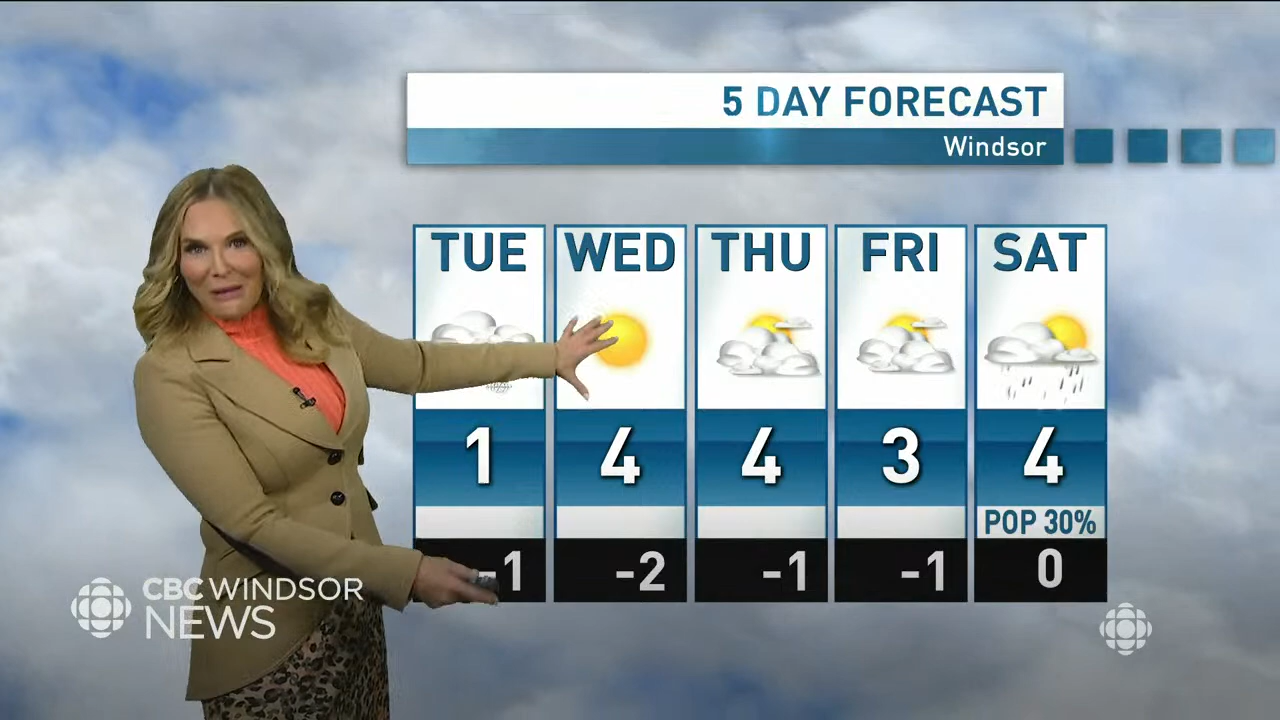 5 DAY FORECAST
Windsor
TUE WED THU FRI SAT
1 4 4 3 4
POP 30%
-1 -2 -1 -1 0
CBC WINDSOR
NEWS